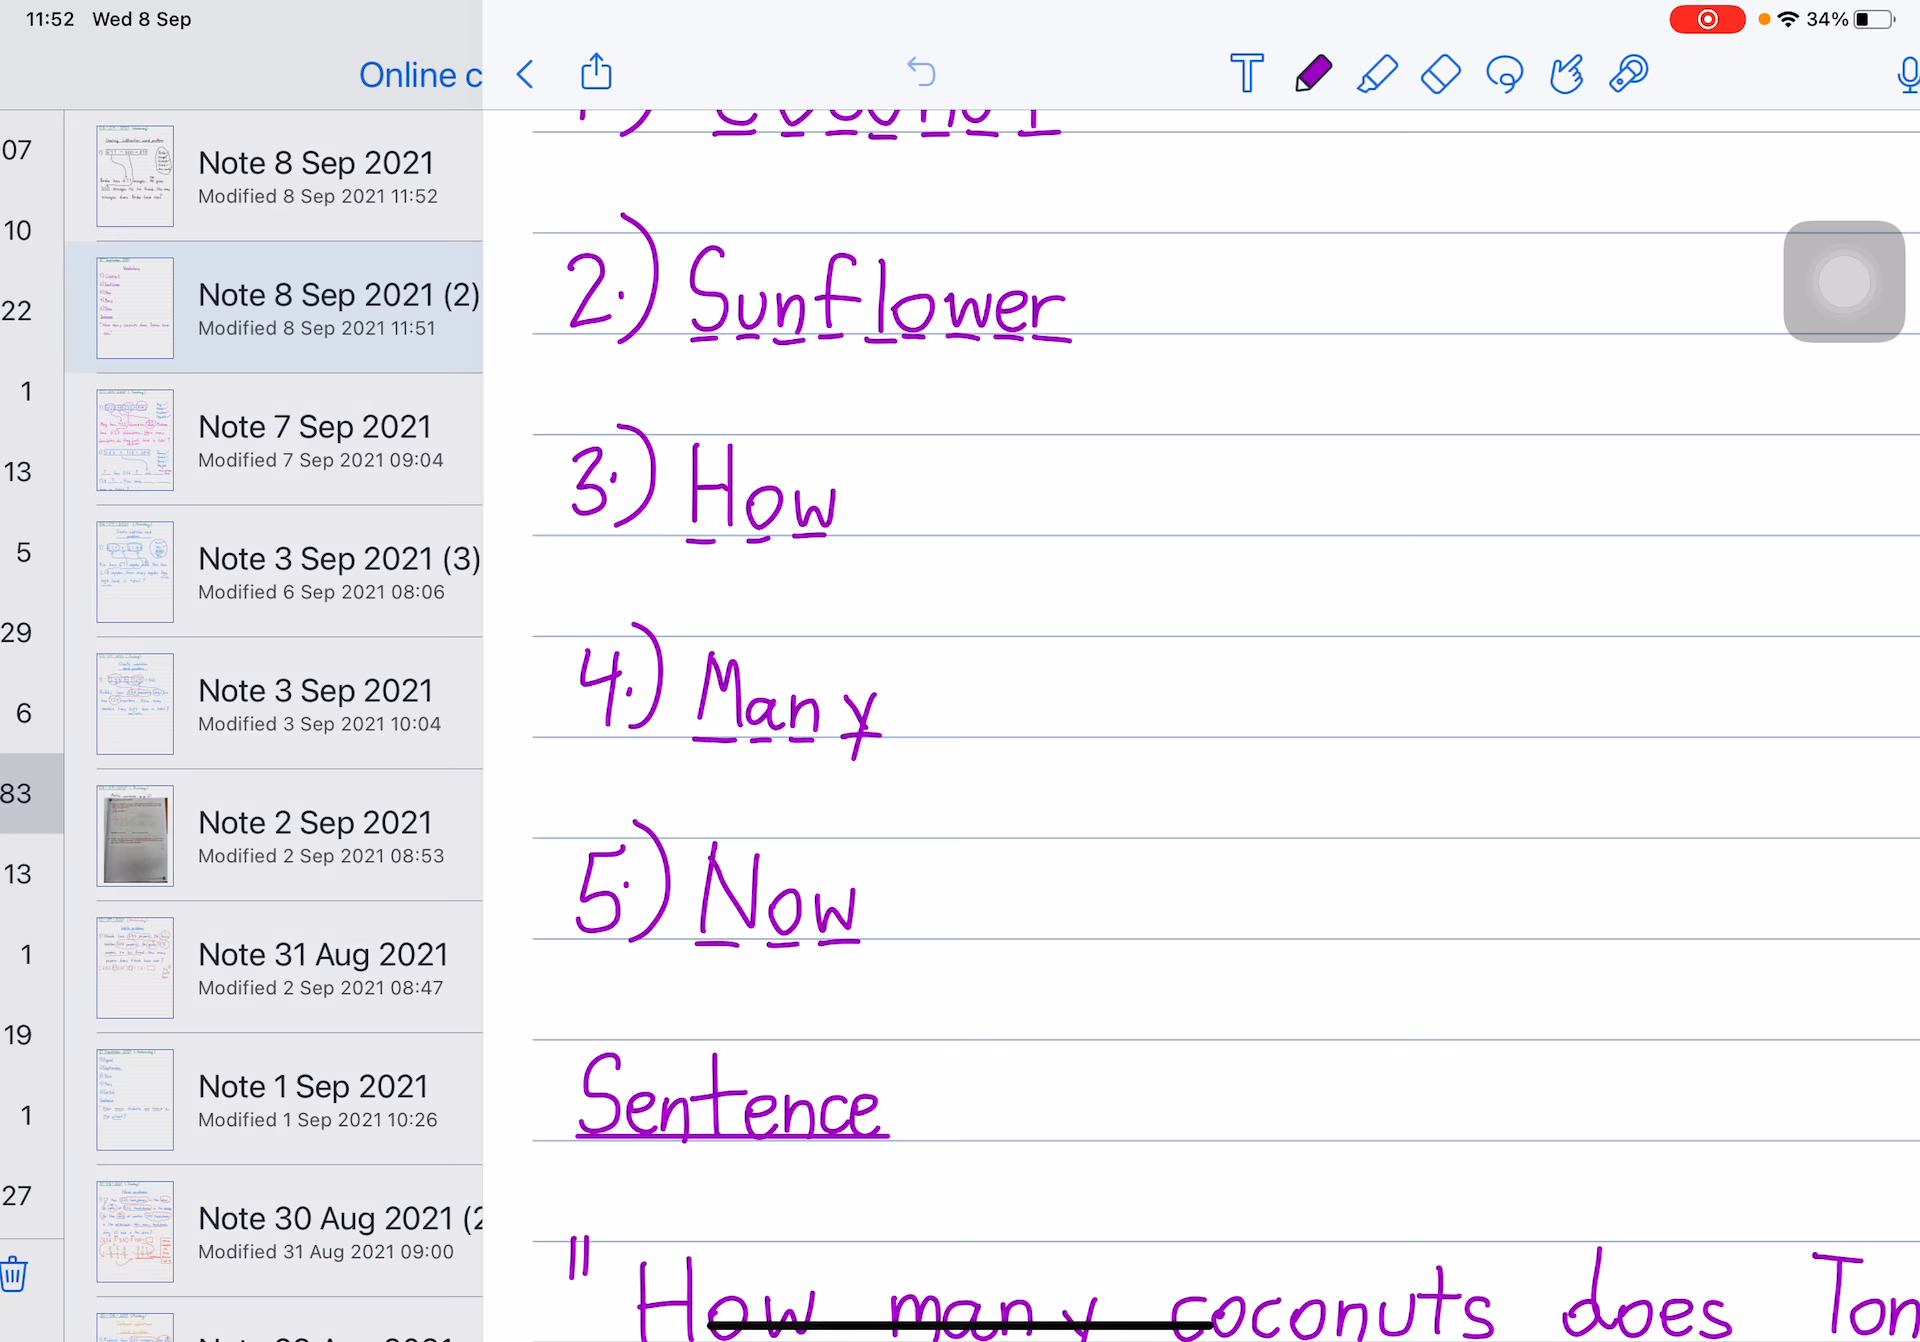 11:52 Wed 8 Sep
34%
Online c
07
10
22
1
13
5
29
6
83
13
1
19
1
27
Note 8 Sep 2021
Modified 8 Sep 2021 11:52
Note 8 Sep 2021 (2)
Modified 8 Sep 2021 11:51
Note 7 Sep 2021
Modified 7 Sep 2021 09:04
Note 3 Sep 2021 (3)
Modified 6 Sep 2021 08:06
Note 3 Sep 2021
Modified 3 Sep 2021 10:04
Note 2 Sep 2021
Modified 2 Sep 2021 08:53
Note 31 Aug 2021
Modified 2 Sep 2021 08:47
Note 1 Sep 2021
Modified 1 Sep 2021 10:26
Note 30 Aug 2021 (2
Modified 31 Aug 2021 09:00
T
2.) Sunflower
3.) How
4.) Many
5.) Now
Sentence
" How many coconuts does Ton